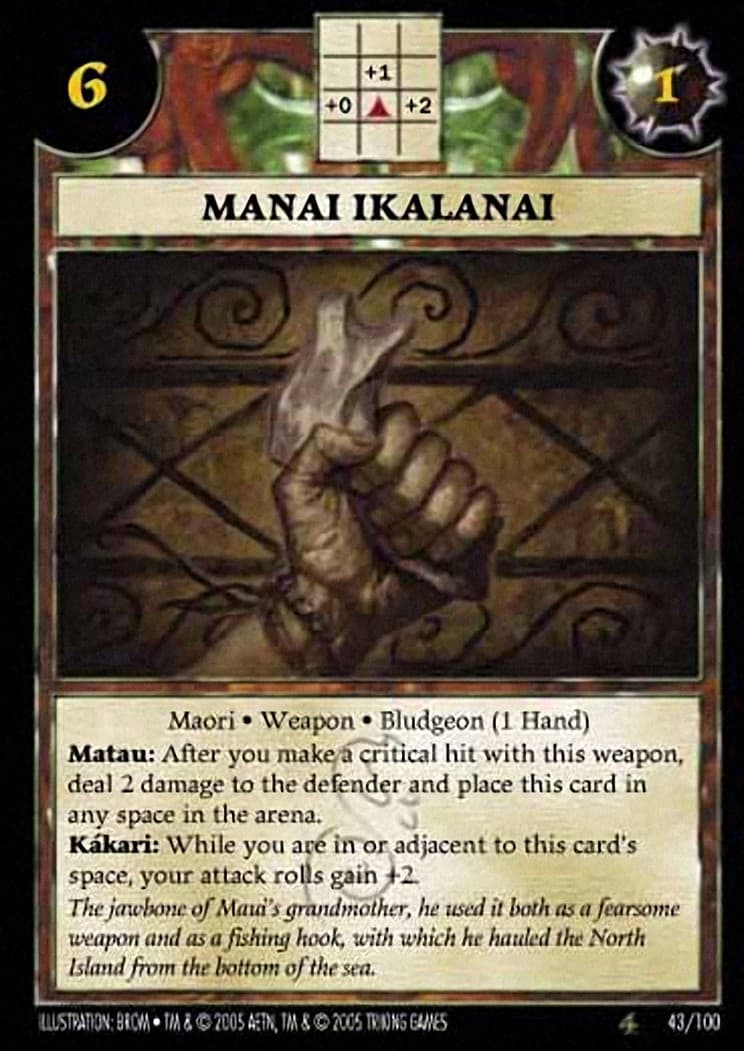 6
+1
+0
+2
1
MANAI IKALANAI
Maori • Weapon • Bludgeon (1 Hand)
Matau: After you make a critical hit with this weapon,
deal 2 damage to the defender and place this card in
any space in the arena.
Kákari: While you are in or adjacent to this card's
space, your attack rolls gain +2.
The jawbone of Maui's grandmother, he used it both as a fearsome
weapon and as a fishing hook, with which he hauled the North
Island from the bottom of the sea.
ILLUSTRATION: BROM • TM & © 2005 AETN, TM & © 2005 TRIKING GAMES
4 43/100